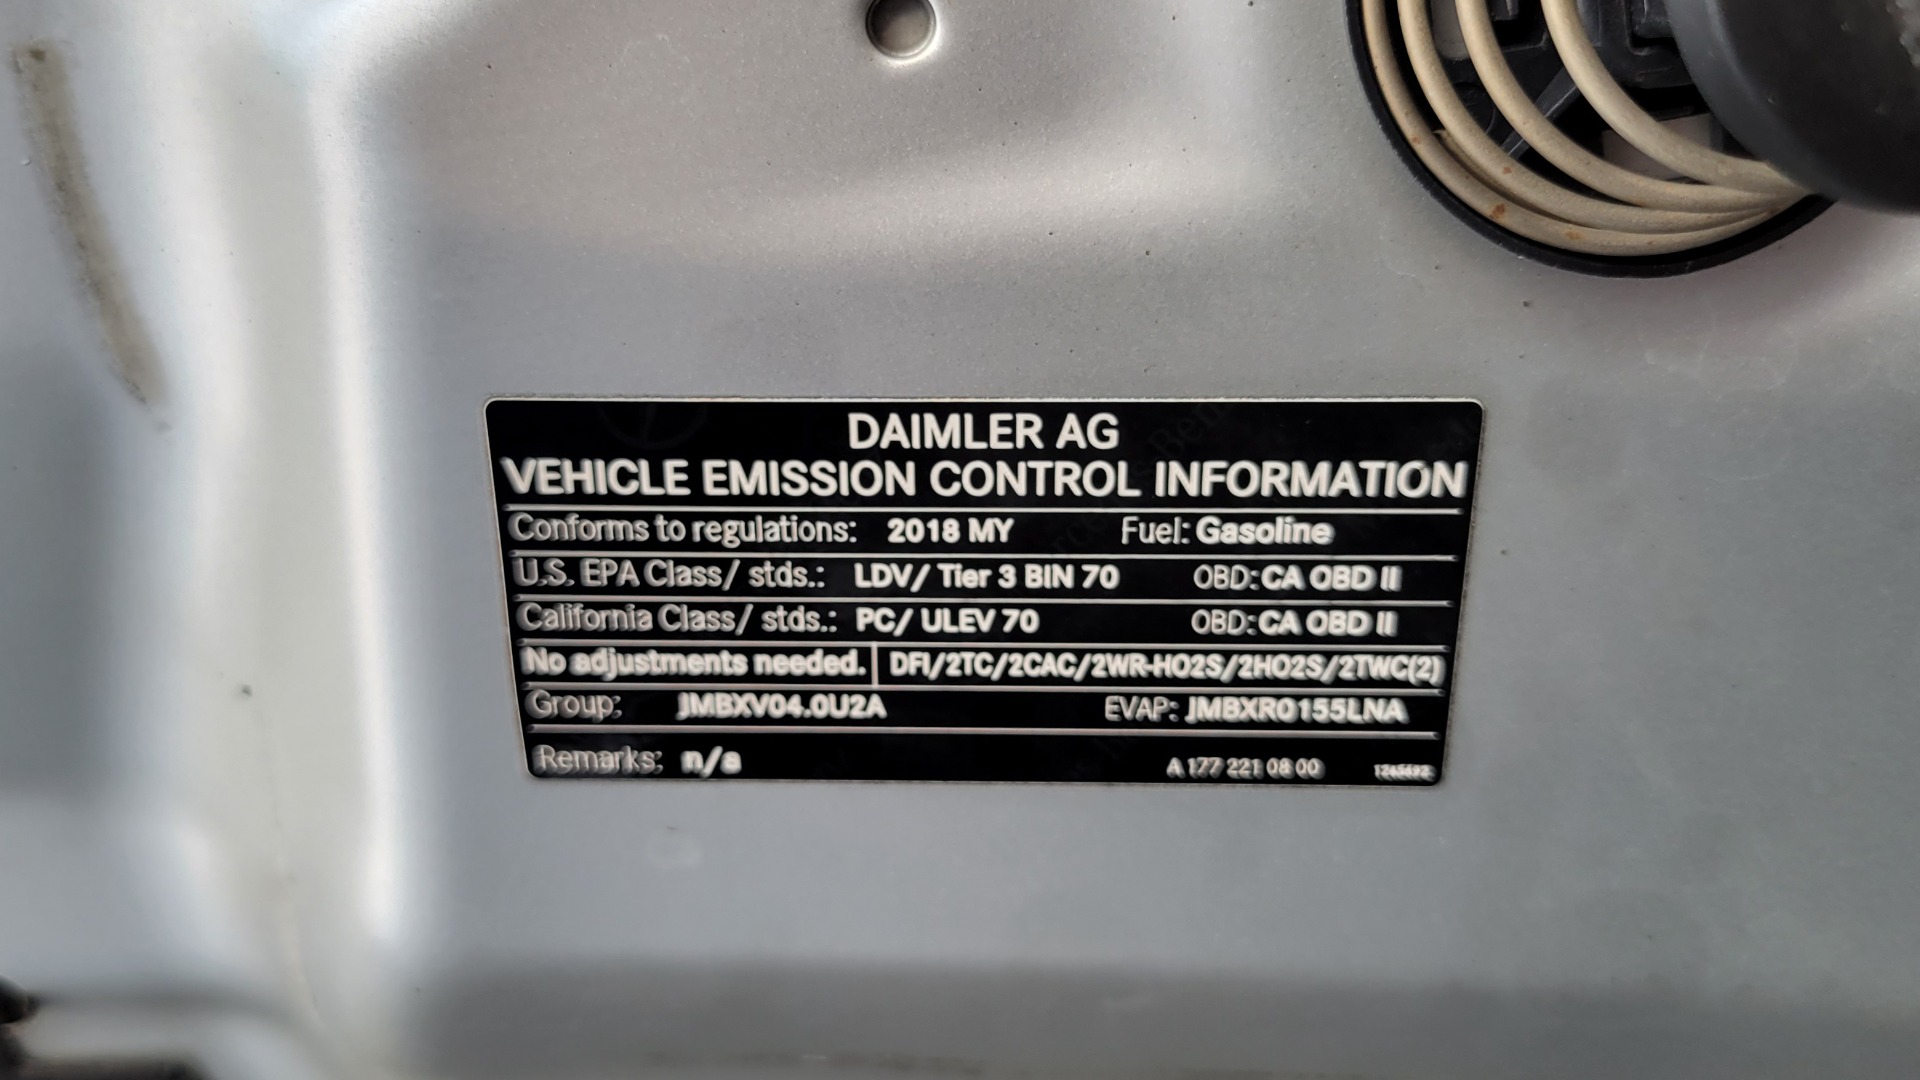 DAIMLER AG
VEHICLE EMISSION CONTROL INFORMATION
Conforms to regulations: 2018 MY Fuel: Gasoline
U.S. EPA Class/ stds.: LDV/ Tier 3 BIN 70 OBD: CA OBD II
California Class/ stds.: PC/ ULEV 70 OBD: CA OBD II
No adjustments needed. DFI/2TC/2CAC/2WR-HO2S/2HO2S/2TWC(2)
Group: JMBXV04.0U2A EVAP: JMBXR0155LNA
Remarks: n/a A 177 221 08 00